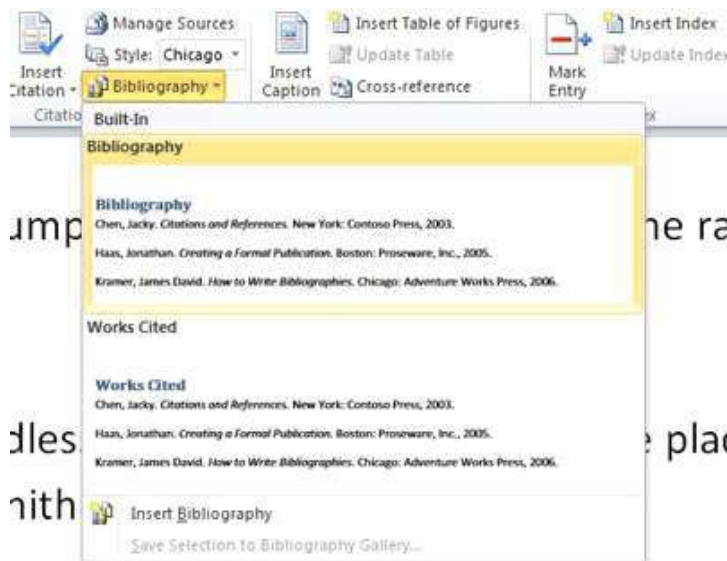 Manage Sources
Insert Table of Figures
Insert Index
Style: Chicago
Update Table
Update Index
Insert
Citation
Bibliography
Insert
Caption
Cross-reference
Mark
Entry
Built-In
Bibliography
Bibliography
Chen, Jacky. Citations and References. New York: Contoso Press, 2003.
Haas, Jonathan. Creating a Formal Publication. Boston: Proseware, Inc., 2005.
Kramer, James David. How to Write Bibliographies. Chicago: Adventure Works Press, 2006.
Works Cited
Works Cited
Chen, Jacky. Citations and References. New York: Contoso Press, 2003.
Haas, Jonathan. Creating a Formal Publication. Boston: Proseware, Inc., 2005.
Kramer, James David. How to Write Bibliographies. Chicago: Adventure Works Press, 2006.
Insert Bibliography
Save Selection to Bibliography Gallery...